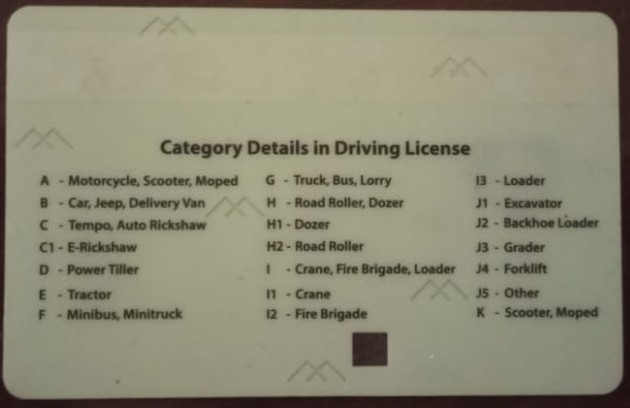 Category Details in Driving License
A - Motorcycle, Scooter, Moped
B - Car, Jeep, Delivery Van
C - Tempo, Auto Rickshaw
C1 - E-Rickshaw
D - Power Tiller
E - Tractor
F - Minibus, Minitruck
G - Truck, Bus, Lorry
H - Road Roller, Dozer
H1 - Dozer
H2 - Road Roller
I - Crane, Fire Brigade, Loader
I1 - Crane
I2 - Fire Brigade
I3 - Loader
J1 - Excavator
J2 - Backhoe Loader
J3 - Grader
J4 - Forklift
J5 - Other
K - Scooter, Moped